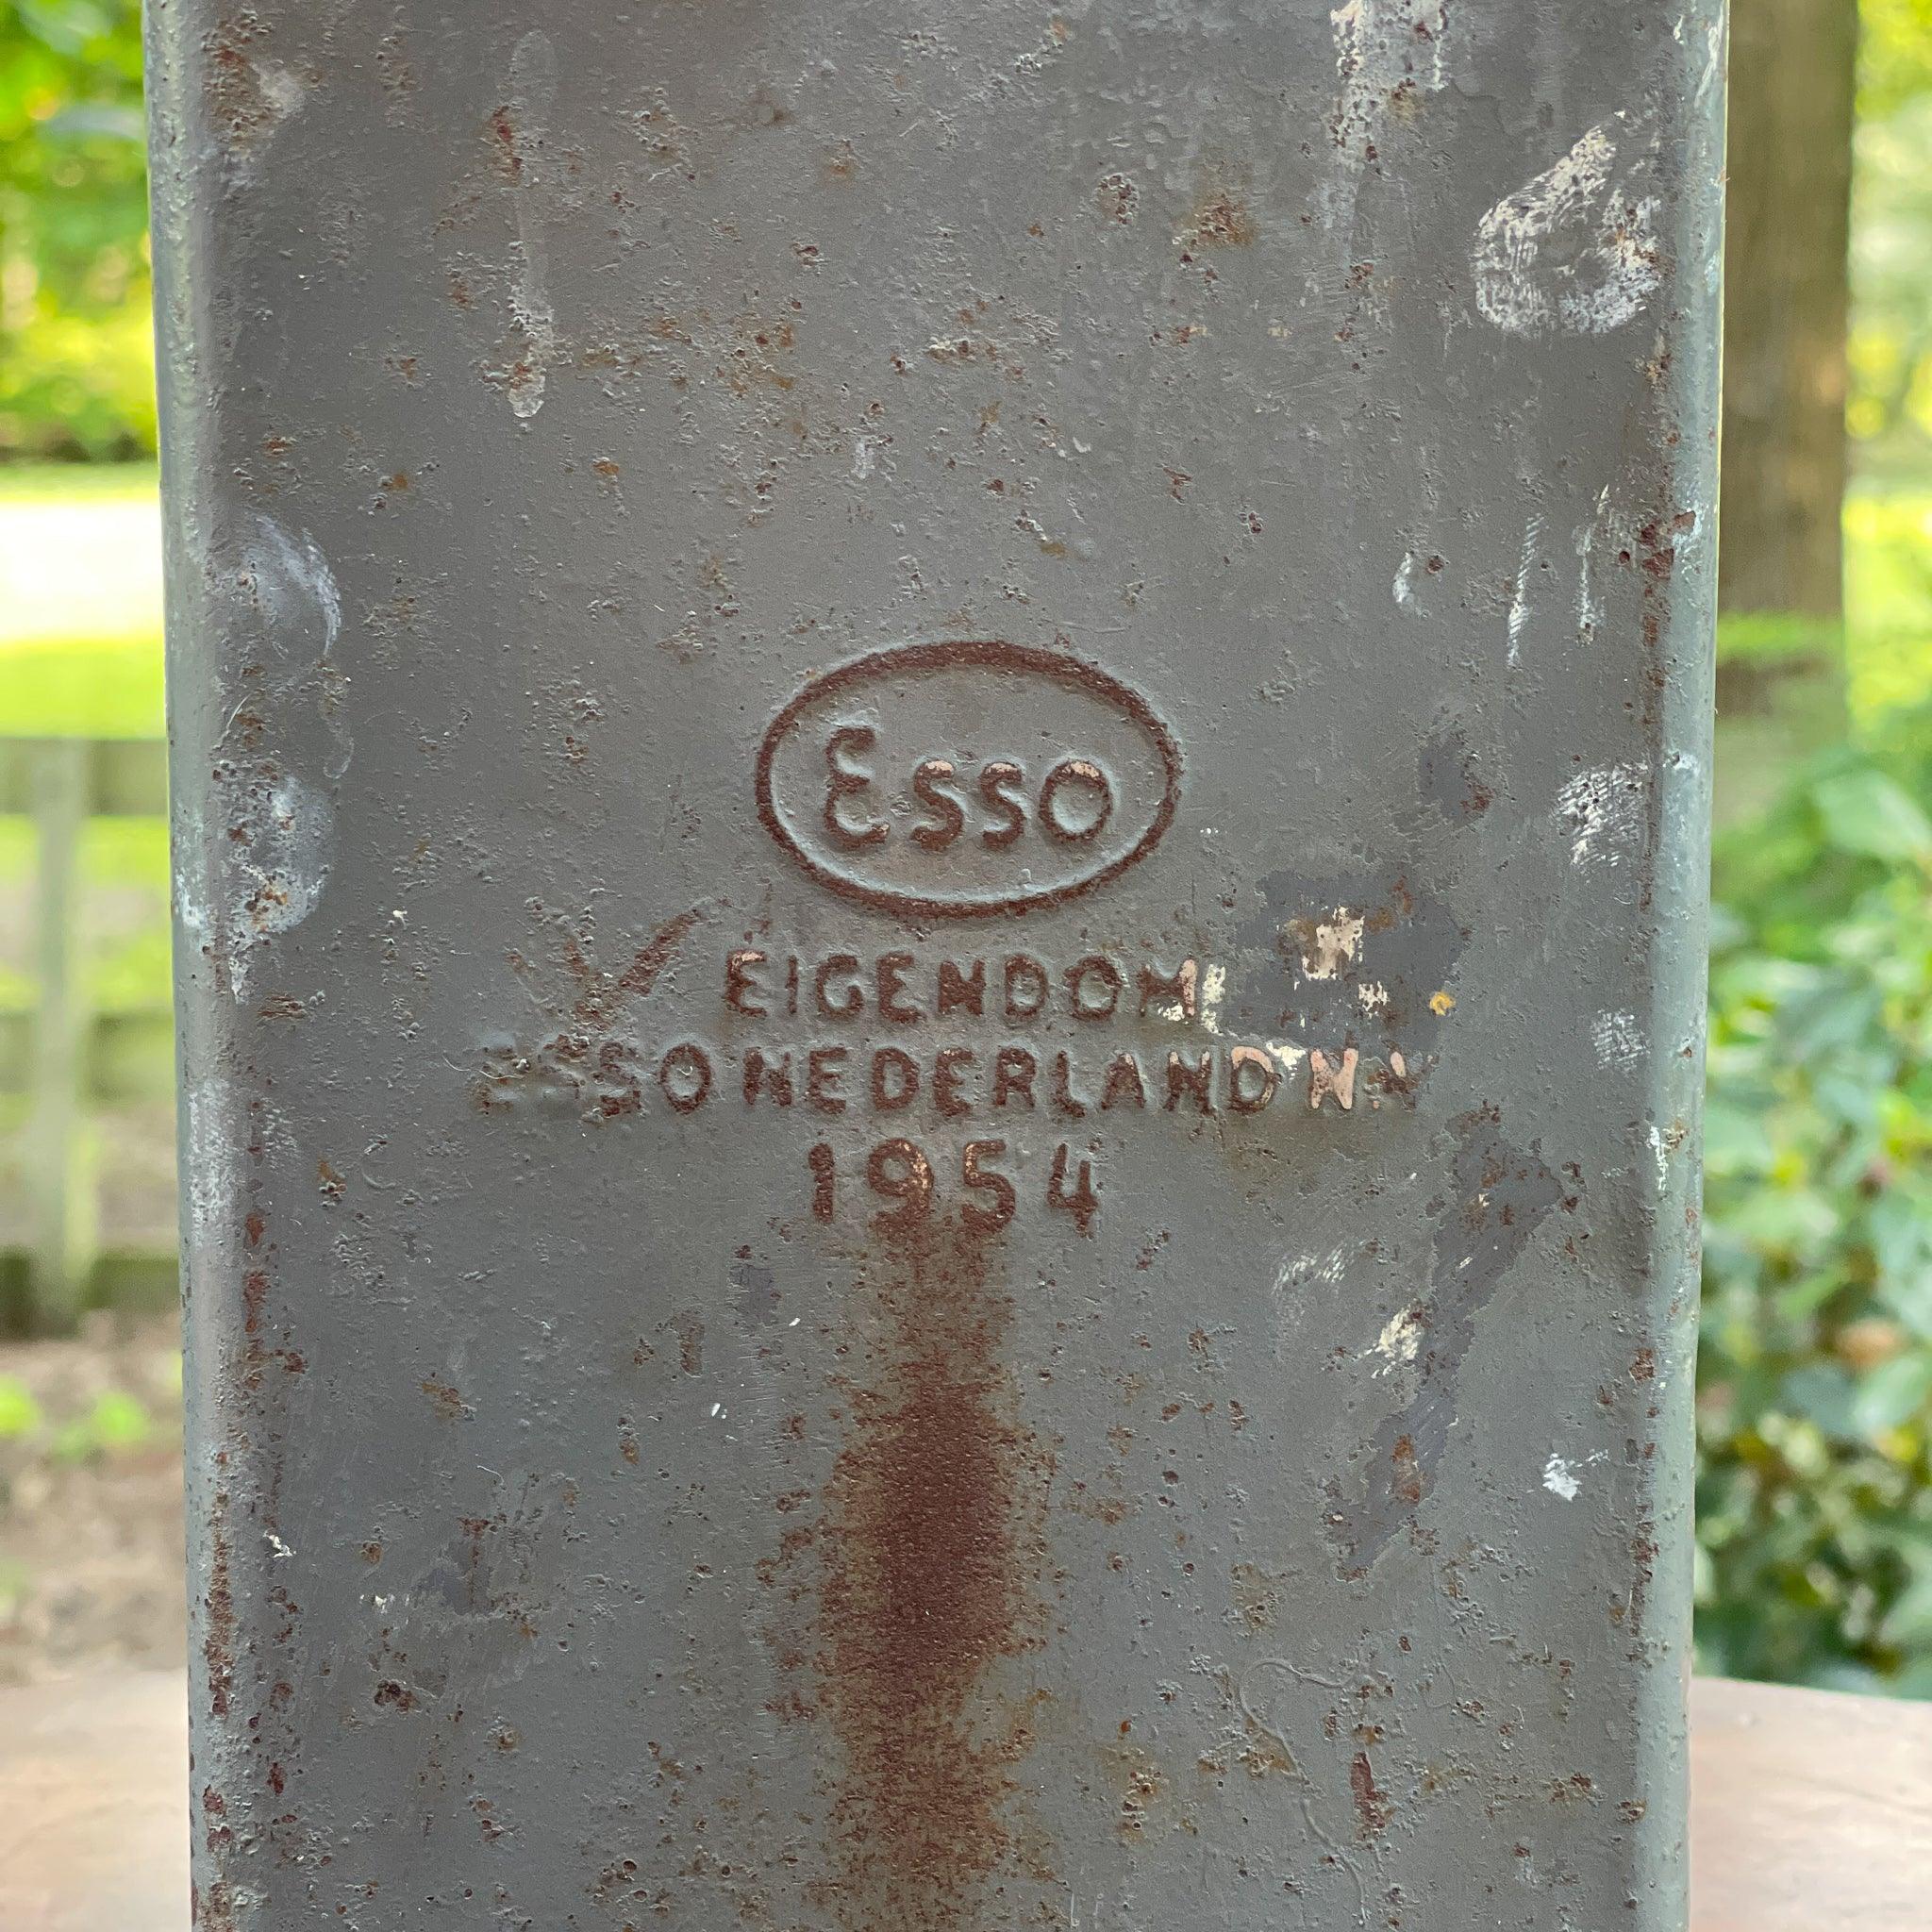 Esso
EIGENDOM
ESSO NEDERLAND N.V
1954